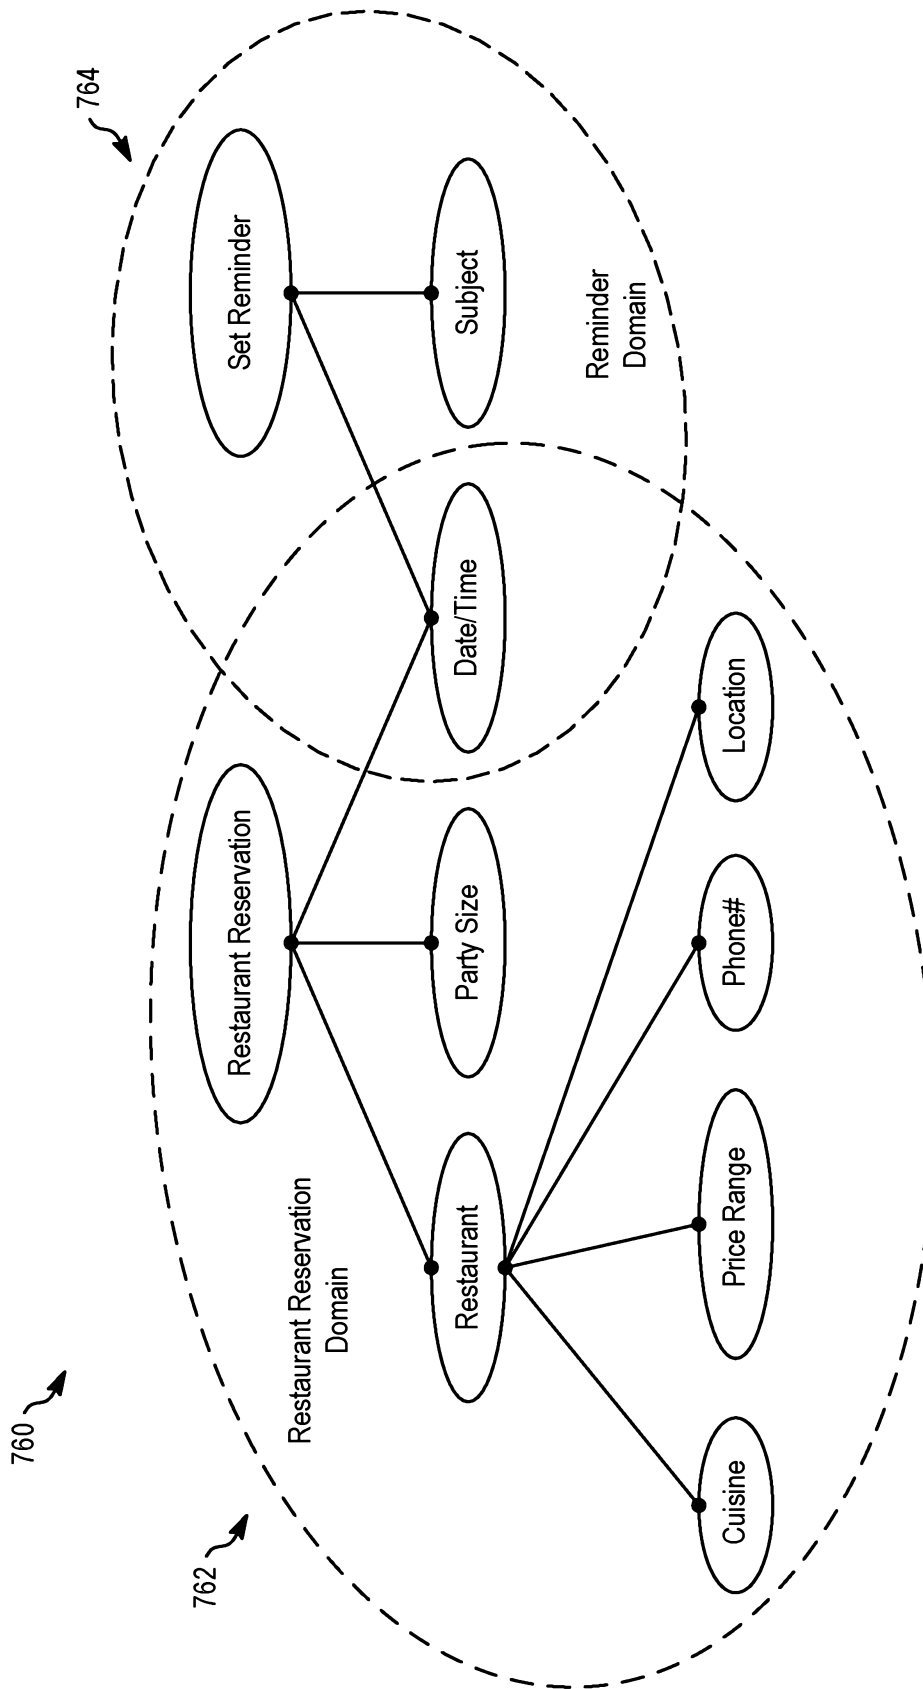 760
762
764
Restaurant Reservation
Domain
Restaurant Reservation
Set Reminder
Restaurant
Party Size
Date/Time
Subject
Reminder
Domain
Cuisine
Price Range
Phone#
Location